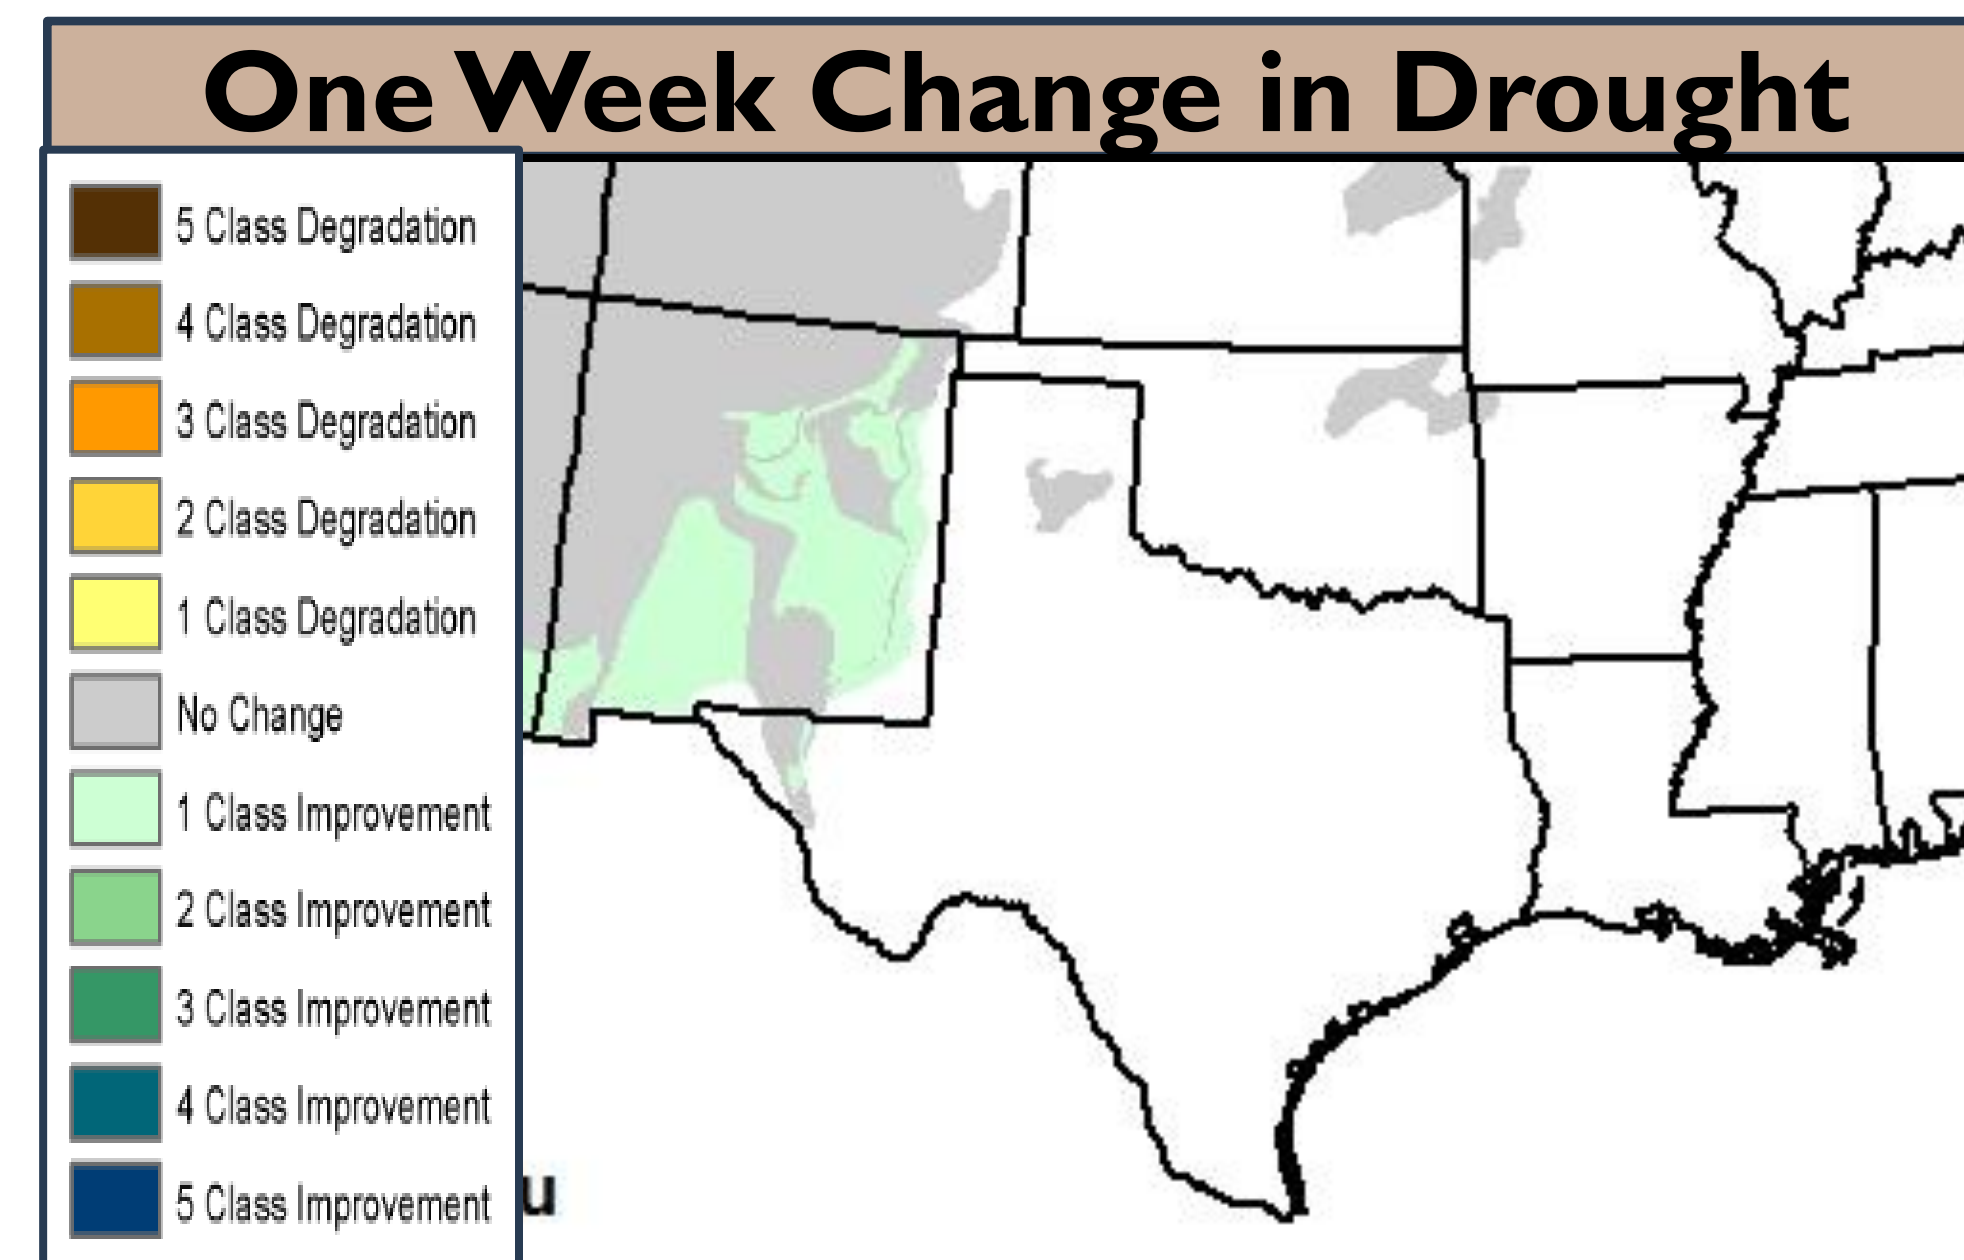 One Week Change in Drought
5 Class Degradation
4 Class Degradation
3 Class Degradation
2 Class Degradation
1 Class Degradation
No Change
1 Class Improvement
2 Class Improvement
3 Class Improvement
4 Class Improvement
5 Class Improvement
u